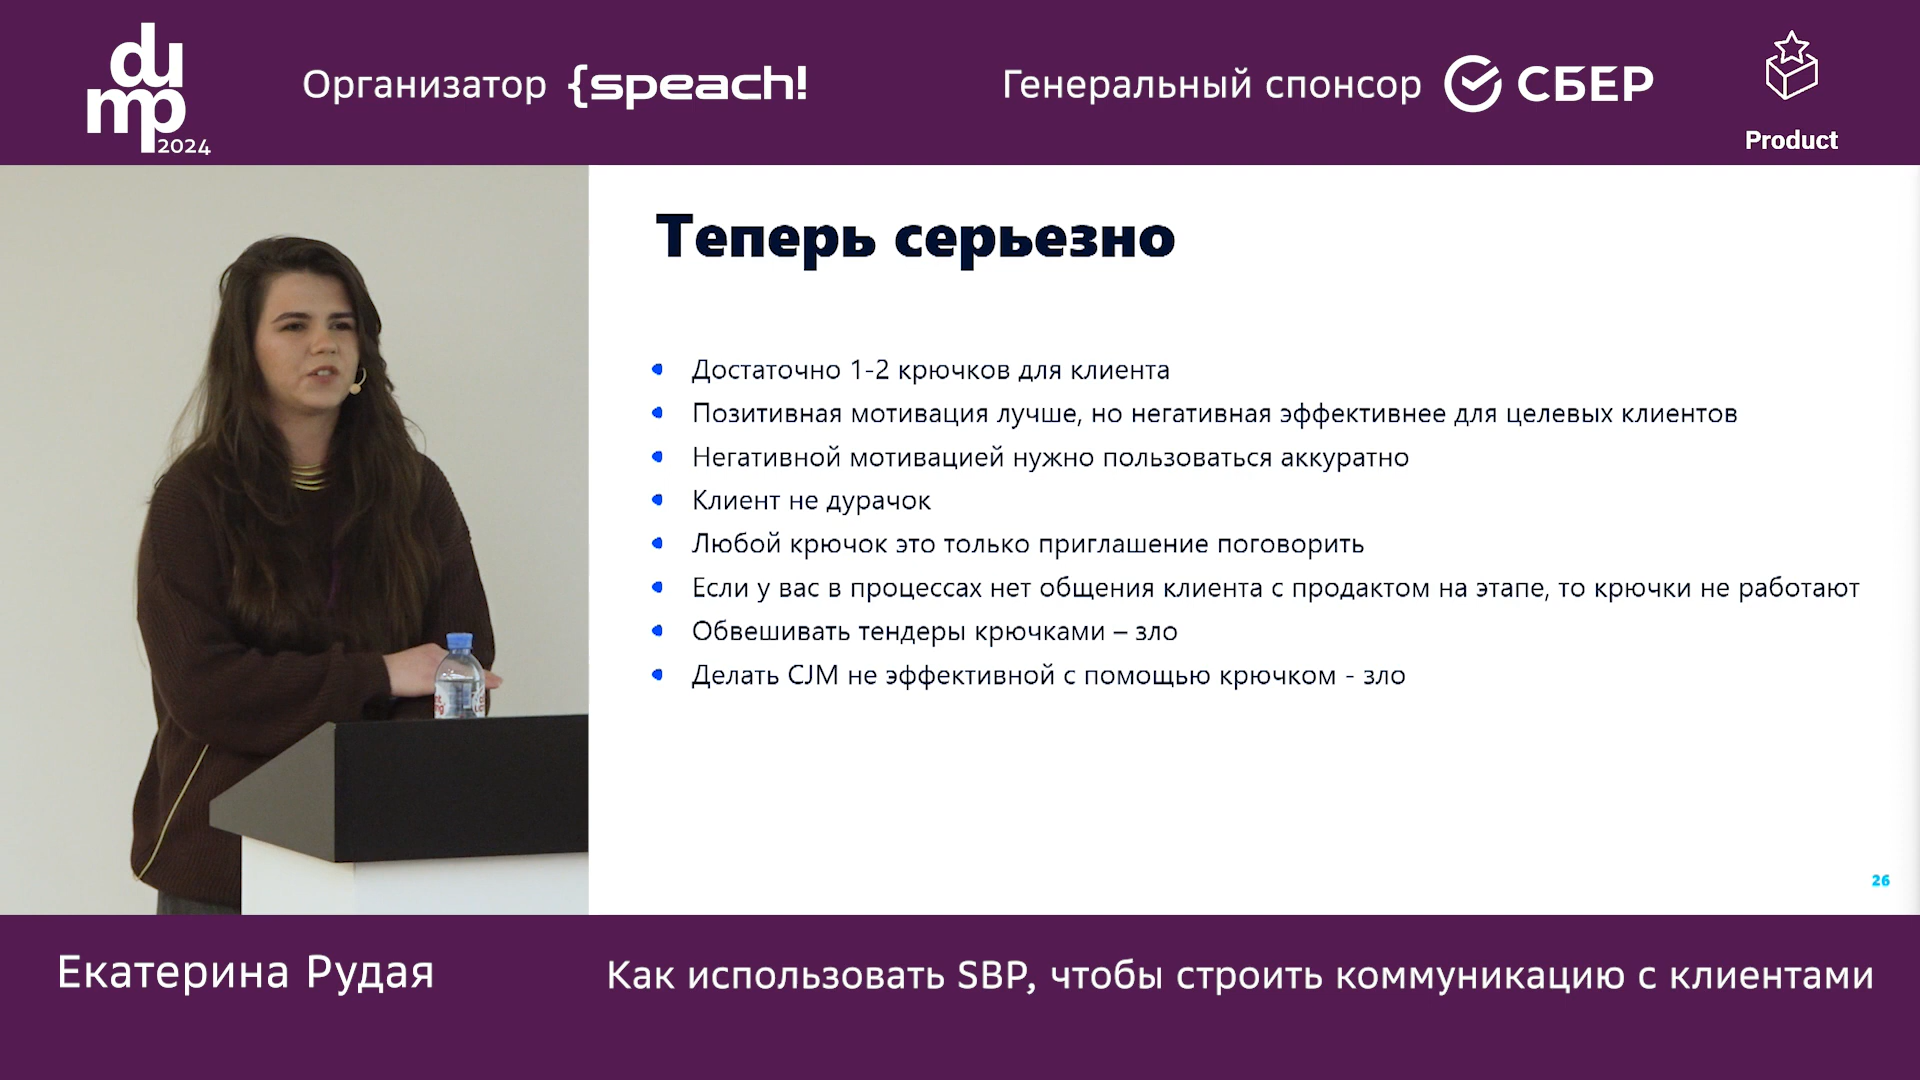 dump
2024
Организатор {speach!
Генеральный спонсор СБЕР
Product
Теперь серьезно
Достаточно 1-2 крючков для клиента
Позитивная мотивация лучше, но негативная эффективнее для целевых клиентов
Негативной мотивацией нужно пользоваться аккуратно
Клиент не дурачок
Любой крючок это только приглашение поговорить
Если у вас в процессах нет общения клиента с продактом на этапе, то крючки не работают
Обвешивать тендеры крючками – зло
Делать CJM не эффективной с помощью крючком - зло
26
Екатерина Рудая
Как использовать SBP, чтобы строить коммуникацию с клиентами